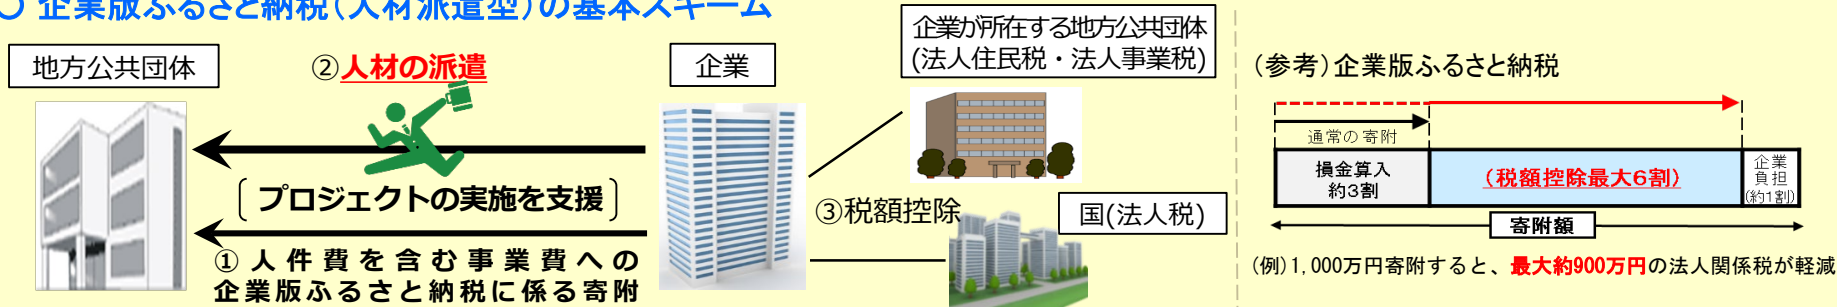 ○ 企業版ふるさと納税(人材派遣型)の基本スキーム
地方公共団体
②人材の派遣
企業
企業が所在する地方公共団体
(法人住民税・法人事業税)
プロジェクトの実施を支援
①人件費を含む事業費への
企業版ふるさと納税に係る寄附
③税額控除
国(法人税)
(参考)企業版ふるさと納税
通常の寄附
損金算入
約3割
(税額控除最大6割)
企業
負担
(約1割)
寄附額
(例)1,000万円寄附すると、最大約900万円の法人関係税が軽減